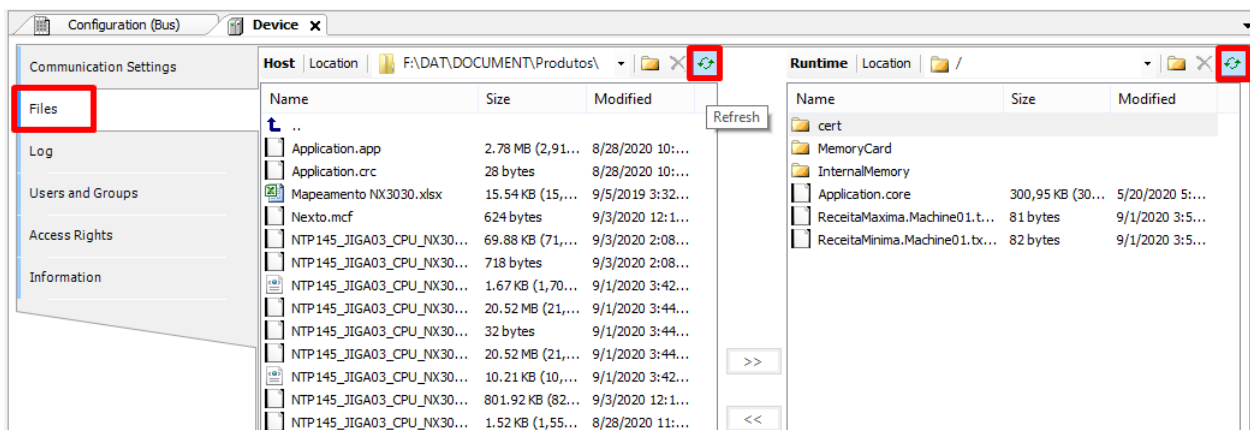 Configuration (Bus) Device X
Communication Settings
Files
Log
Users and Groups
Access Rights
Information
Host Location F:\DAT\DOCUMENT\Produtos\
Name Size Modified
..
Application.app 2.78 MB (2,91... 8/28/2020 10:...
Application.crc 28 bytes 8/28/2020 10:...
Mapeamento NX3030.xlsx 15.54 KB (15,... 9/5/2019 3:32...
Nexto.mcf 624 bytes 9/3/2020 12:1...
NTP145_JIGA03_CPU_NX30... 69.88 KB (71,... 9/3/2020 2:08...
NTP145_JIGA03_CPU_NX30... 718 bytes 9/3/2020 2:08...
NTP145_JIGA03_CPU_NX30... 1.67 KB (1,70... 9/1/2020 3:42...
NTP145_JIGA03_CPU_NX30... 20.52 MB (21,... 9/1/2020 3:44...
NTP145_JIGA03_CPU_NX30... 32 bytes 9/1/2020 3:44...
NTP145_JIGA03_CPU_NX30... 20.52 MB (21,... 9/1/2020 3:44...
NTP145_JIGA03_CPU_NX30... 10.21 KB (10,... 9/1/2020 3:42...
NTP145_JIGA03_CPU_NX30... 801.92 KB (82... 9/3/2020 12:1...
NTP145_JIGA03_CPU_NX30... 1.52 KB (1,55... 8/28/2020 11:...
Refresh
>>
<<
Runtime Location /
Name Size Modified
cert
MemoryCard
InternalMemory
Application.core 300,95 KB (30... 5/20/2020 5:...
ReceitaMaxima.Machine01.t... 81 bytes 9/1/2020 3:5...
ReceitaMinima.Machine01.tx... 82 bytes 9/1/2020 3:5...